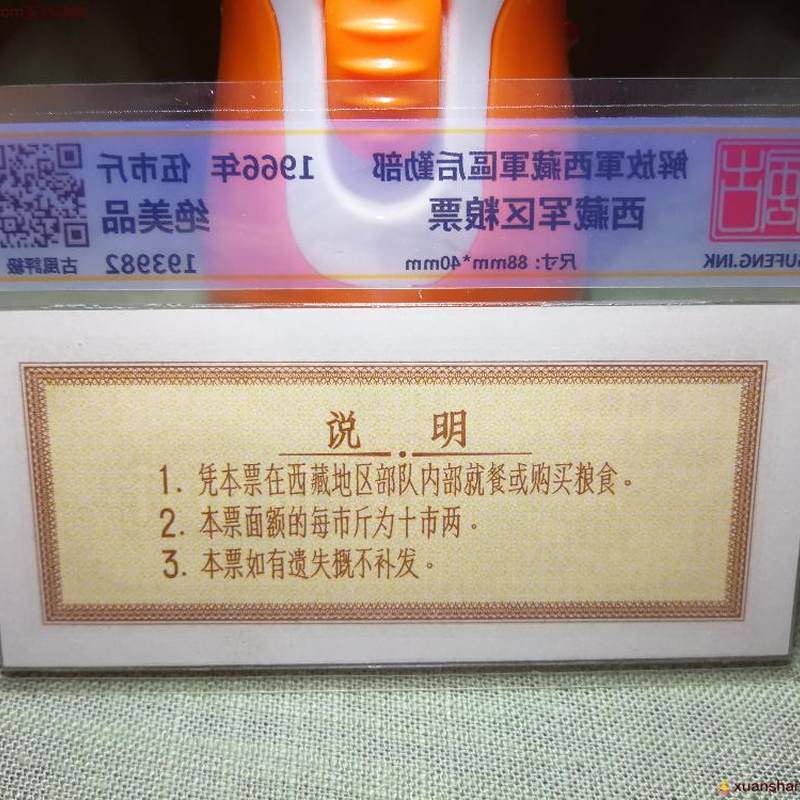 解放軍西藏軍區后勤部 1966年 伍市斤
西藏军区粮票 绝美品
GUFENG.INK 尺寸: 88mm*40mm 193982 古風評級
说 明
1. 凭本票在西藏地区部队内部就餐或购买粮食。
2. 本票面额的每市斤为十市两。
3. 本票如有遗失概不补发。
xuanshai